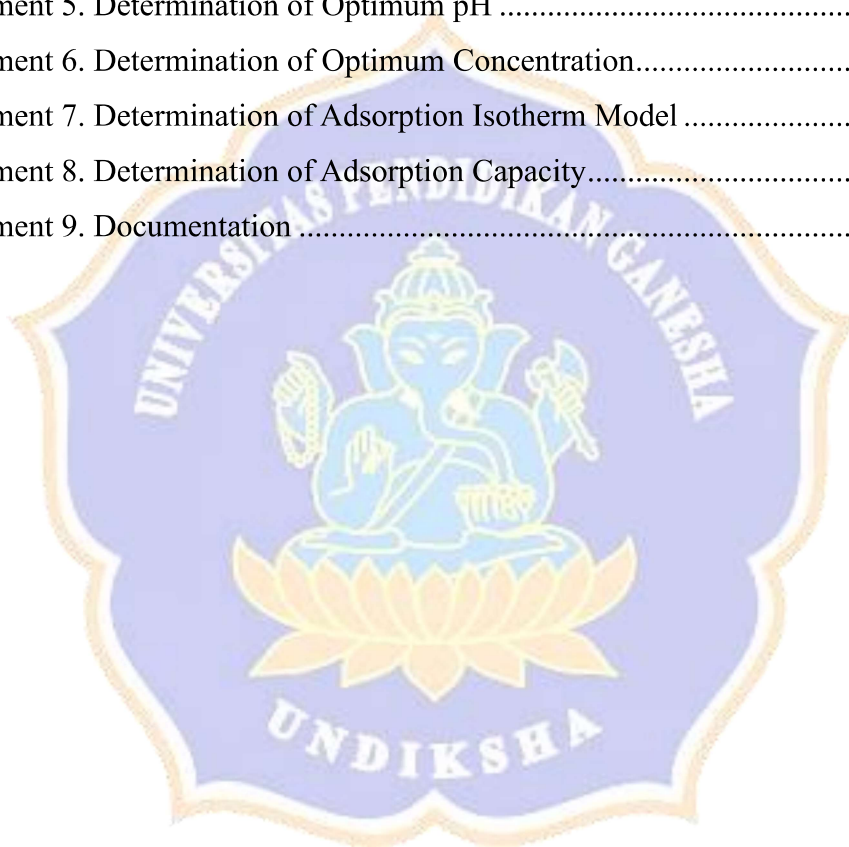 ment 5. Determination of Optimum pH ............................................
ment 6. Determination of Optimum Concentration...........................
ment 7. Determination of Adsorption Isotherm Model .....................
ment 8. Determination of Adsorption Capacity.................................
ment 9. Documentation .....................................................................
UNIVERSITAS PENDIDIKAN GANESHA
UNDIKSHA